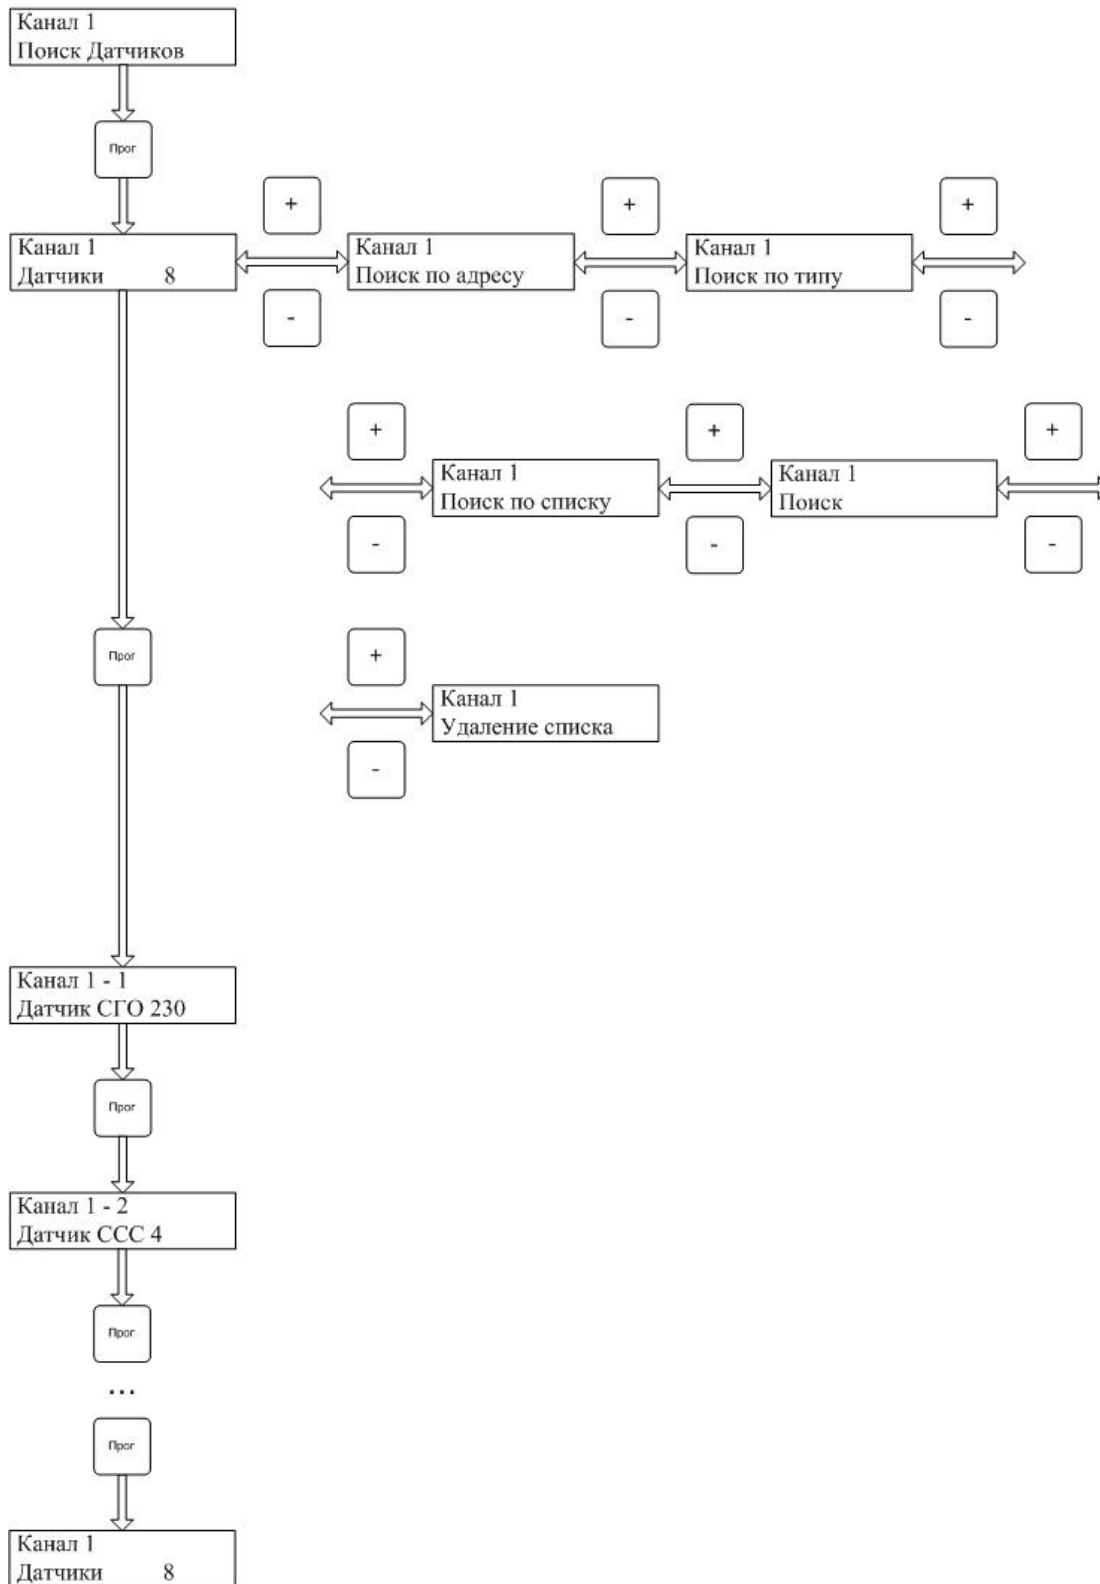 Канал 1
Поиск Датчиков
Прог
+ + +
Канал 1
Датчики 8
Канал 1
Поиск по адресу
Канал 1
Поиск по типу
- - -
+ + +
Канал 1
Поиск по списку
Канал 1
Поиск
- - -
Прог
+
Канал 1
Удаление списка
-
Канал 1 - 1
Датчик СГО 230
Прог
Канал 1 - 2
Датчик ССС 4
Прог
...
Прог
Канал 1
Датчики 8